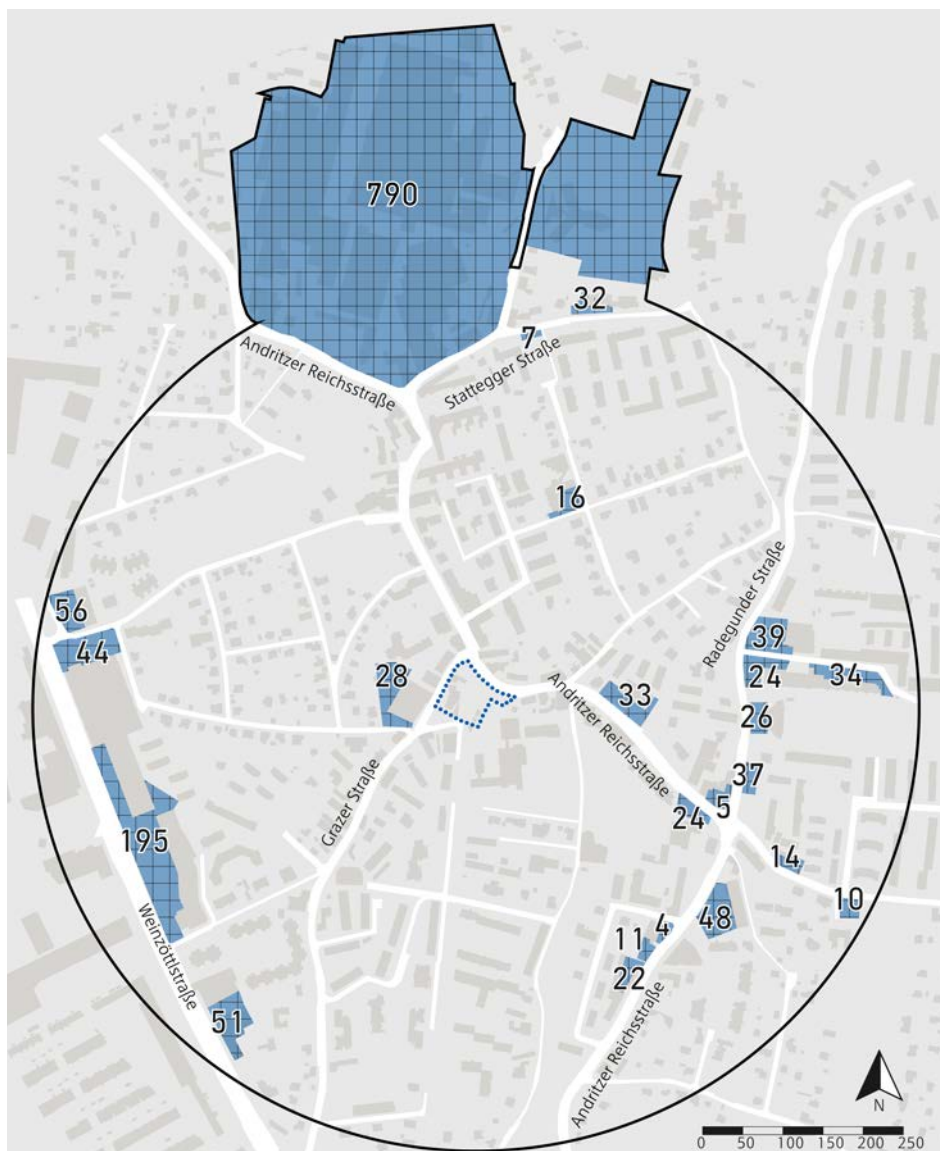 790
32
7
Andritzer Reichsstraße
Stattegger Straße
16
Radegunder Straße
56
44
39
24
34
28
33
26
Andritzer Reichsstraße
37
5
24
Grazer Straße
195
14
10
48
4
11
22
Weinzöttlstraße
51
Andritzer Reichsstraße
N
0 50 100 150 200 250